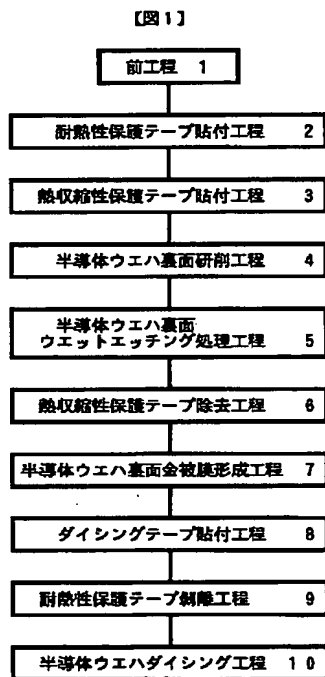 【図1】
前工程 1
耐熱性保護テープ貼付工程 2
熱収縮性保護テープ貼付工程 3
半導体ウエハ裏面研削工程 4
半導体ウエハ裏面
ウエットエッチング処理工程 5
熱収縮性保護テープ除去工程 6
半導体ウエハ裏面金被膜形成工程 7
ダイシングテープ貼付工程 8
耐熱性保護テープ剝離工程 9
半導体ウエハダイシング工程 10